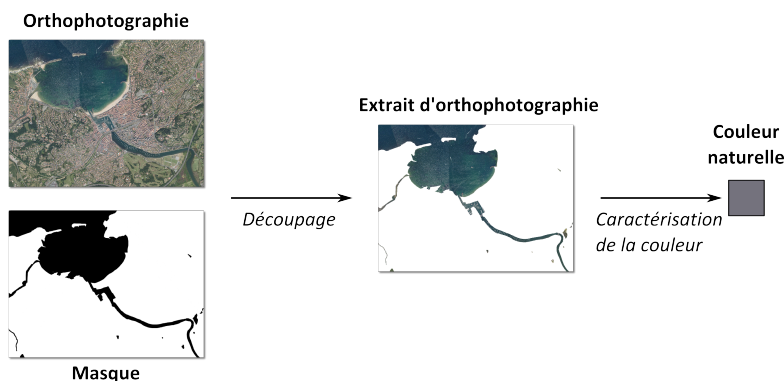 Orthophotographie
Masque
Découpage
Extrait d'orthophotographie
Caractérisation
de la couleur
Couleur
naturelle